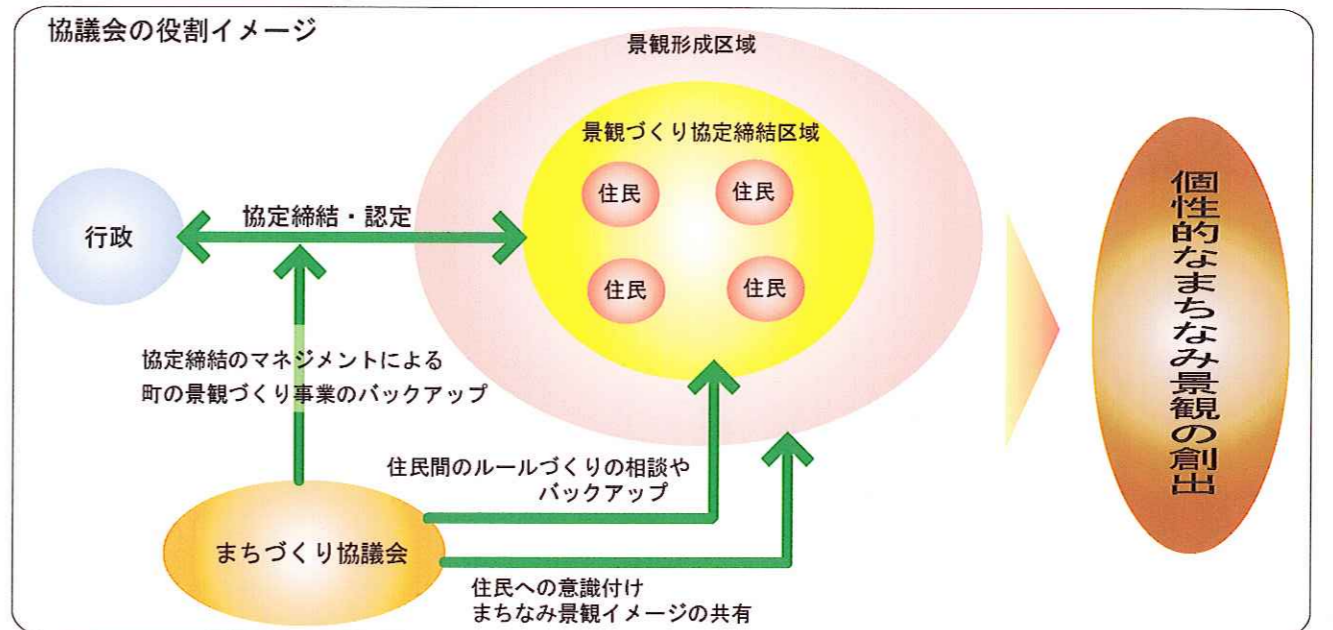 協議会の役割イメージ
景観形成区域
景観づくり協定締結区域
住民
住民
住民
住民
行政
協定締結・認定
協定締結のマネジメントによる
町の景観づくり事業のバックアップ
住民間のルールづくりの相談や
バックアップ
まちづくり協議会
住民への意識付け
まちなみ景観イメージの共有
個性的なまちなみ景観の創出